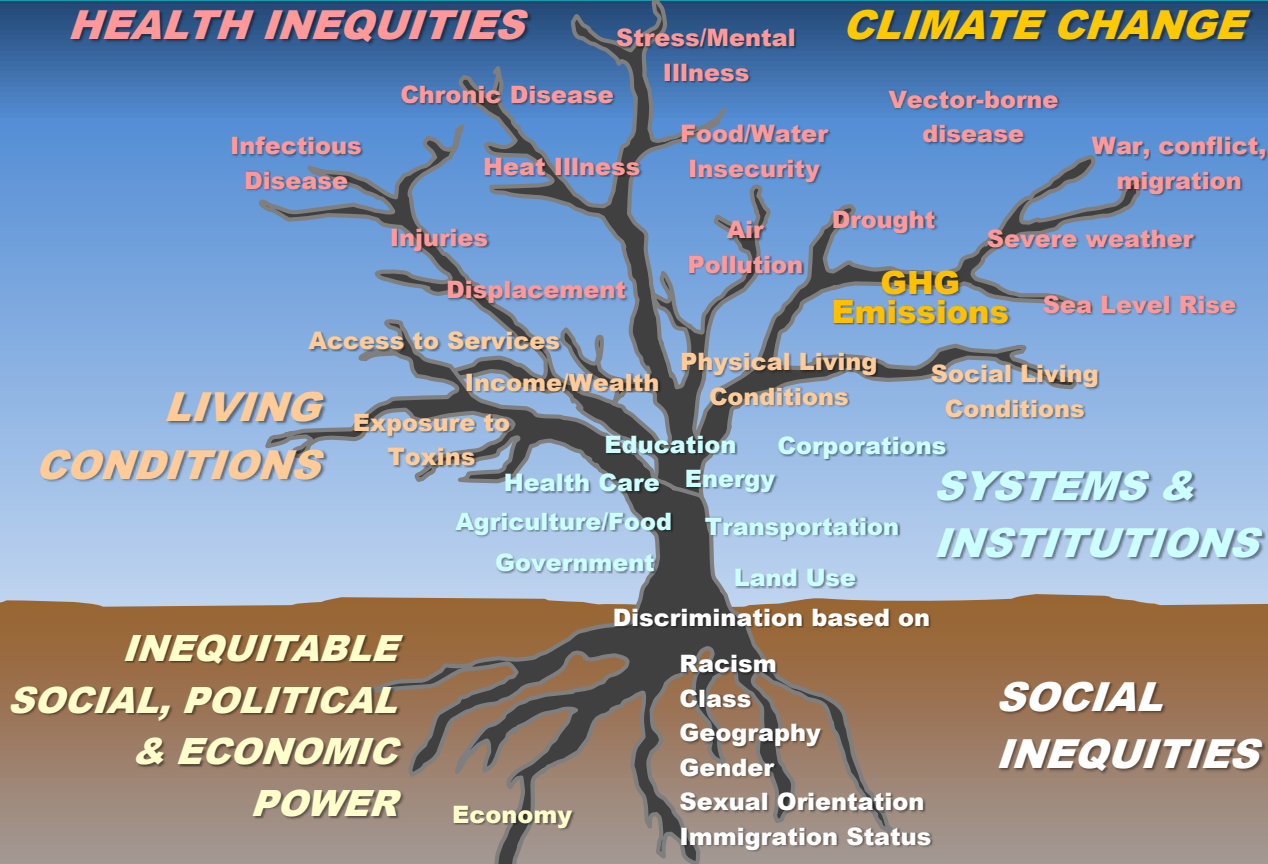 HEALTH INEQUITIES
CLIMATE CHANGE
Stress/Mental
Illness
Chronic Disease
Vector-borne
disease
Infectious
Disease
Heat Illness
Food/Water
Insecurity
War, conflict,
migration
Injuries
Air
Pollution
Drought
Severe weather
Displacement
GHG
Emissions
Sea Level Rise
Access to Services
Income/Wealth
Physical Living
Conditions
Social Living
Conditions
LIVING
CONDITIONS
Exposure to
Toxins
Education
Corporations
Health Care
Energy
SYSTEMS &
INSTITUTIONS
Agriculture/Food
Transportation
Government
Land Use
Discrimination based on
Racism
Class
Geography
Gender
Sexual Orientation
Immigration Status
INEQUITABLE
SOCIAL, POLITICAL
& ECONOMIC
POWER
Economy
SOCIAL
INEQUITIES